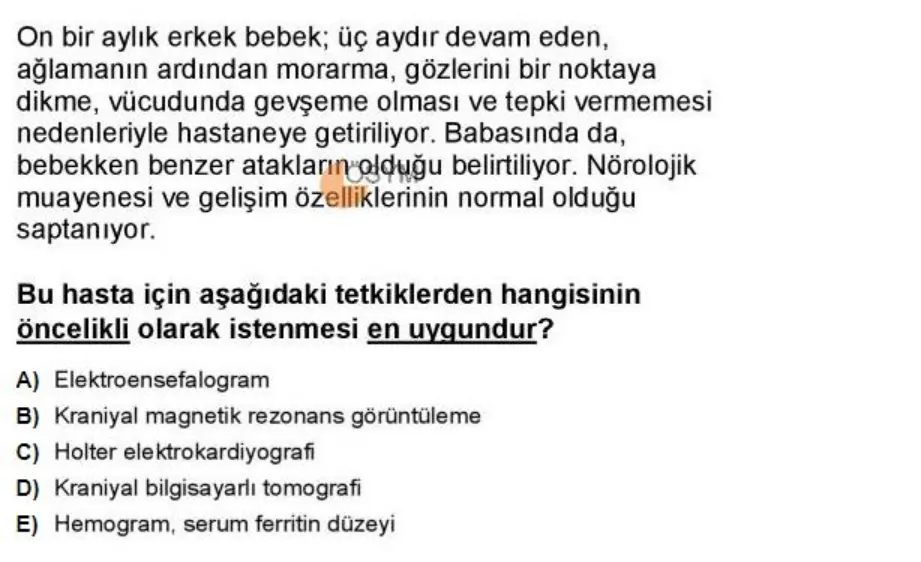 On bir aylık erkek bebek; üç aydır devam eden,
ağlamanın ardından morarma, gözlerini bir noktaya
dikme, vücudunda gevşeme olması ve tepki vermemesi
nedenleriyle hastaneye getiriliyor. Babasında da,
bebekken benzer atakların olduğu belirtiliyor. Nörolojik
ÖSYM
muayenesi ve gelişim özelliklerinin normal olduğu
saptanıyor.
Bu hasta için aşağıdaki tetkiklerden hangisinin
öncelikli olarak istenmesi en uygundur?
A) Elektroensefalogram
B) Kraniyal magnetik rezonans görüntüleme
C) Holter elektrokardiyografi
D) Kraniyal bilgisayarlı tomografi
E) Hemogram, serum ferritin düzeyi